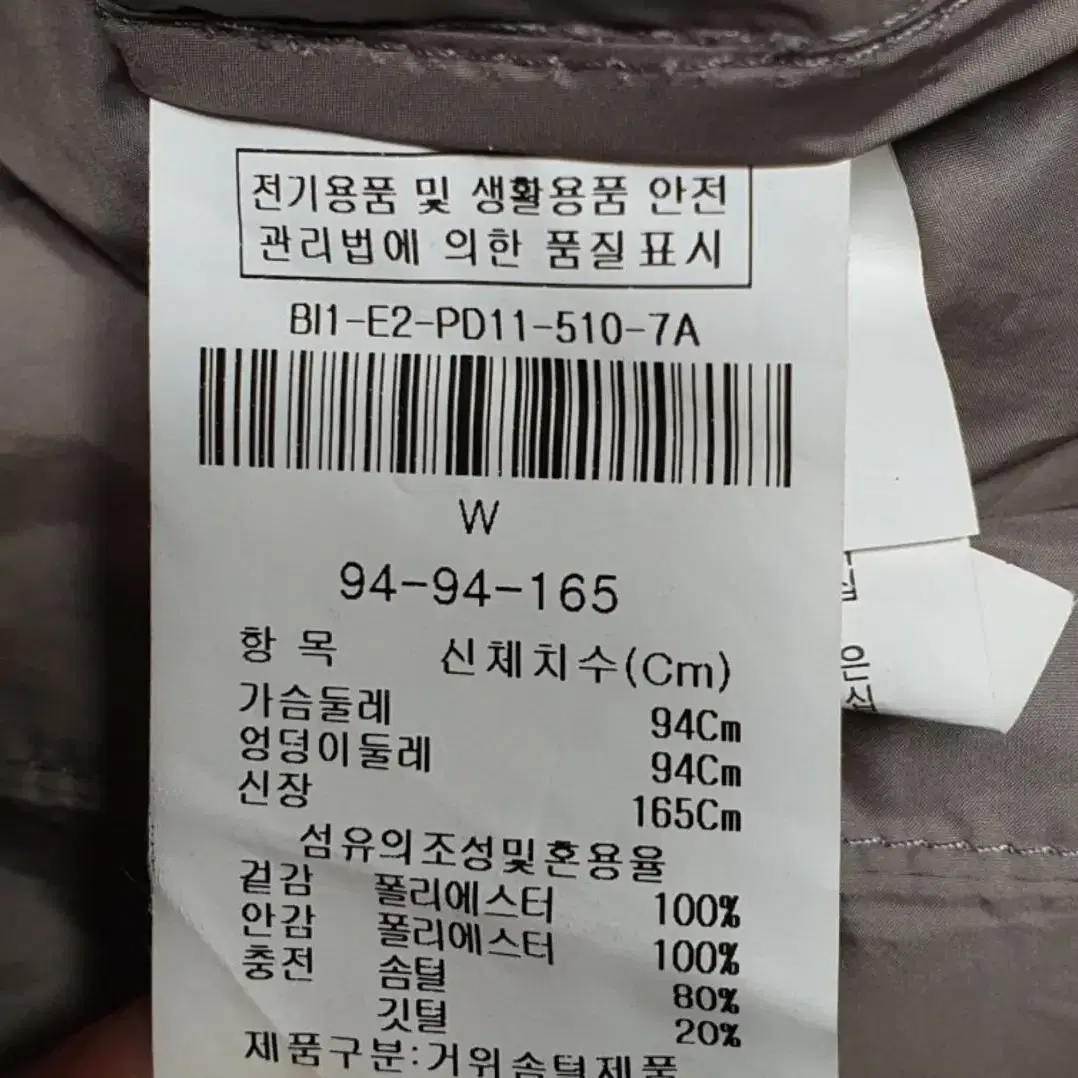 전기용품 및 생활용품 안전
관리법에 의한 품질표시
BI1-E2-PD11-510-7A
W
94-94-165
항 목 신체치수(Cm)
가슴둘레 94Cm
엉덩이둘레 94Cm
신장 165Cm
섬유의조성및혼용율
겉감 폴리에스터 100%
안감 폴리에스터 100%
충전 솜털 80%
깃털 20%
제품구분:거위솜털제품